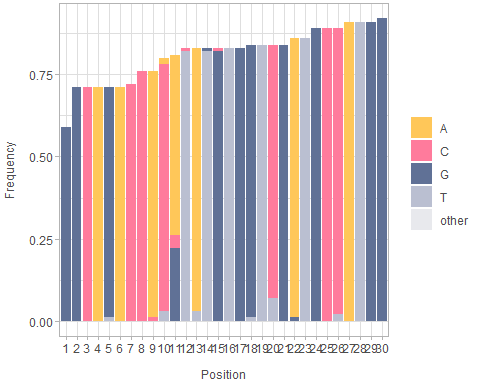 0.75
0.50
0.25
0.00
Frequency
1 2 3 4 5 6 7 8 9 10 11 12 13 14 15 16 17 18 19 20 21 22 23 24 25 26 27 28 29 30
Position
A
C
G
T
other